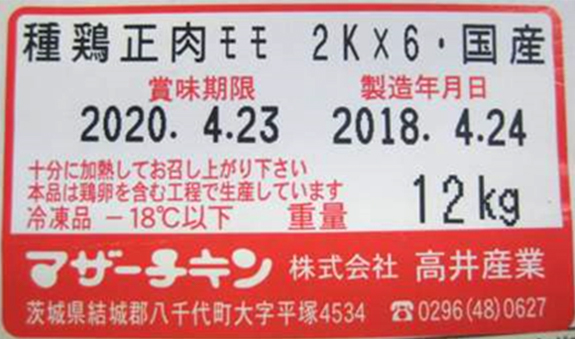 種鶏正肉モモ 2K×6・国産
賞味期限 製造年月日
2020. 4.23 2018. 4.24
十分に加熱してお召し上がり下さい
本品は鶏卵を含む工程で生産しています
冷凍品 −18℃以下 重量 12kg
マザーチキン 株式会社 高井産業
茨城県結城郡八千代町大字平塚4534 ☎0296(48)0627